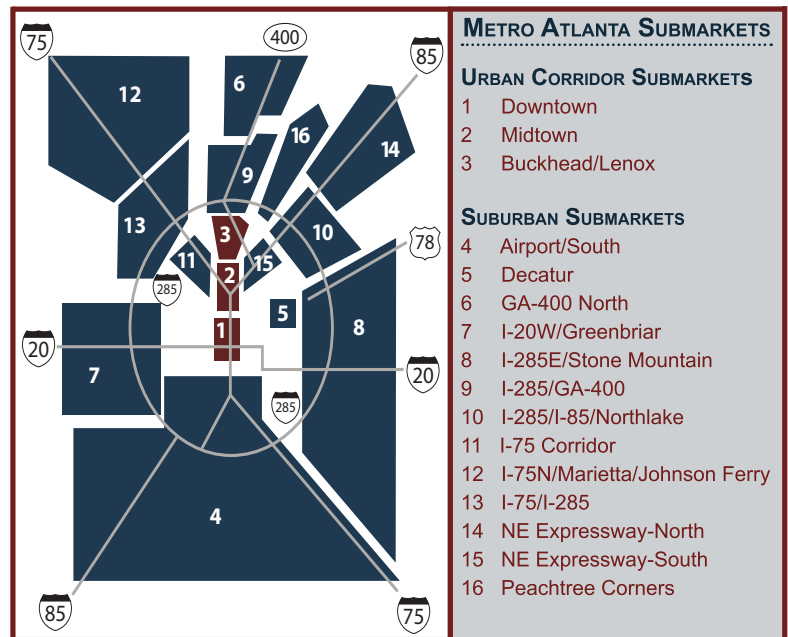 75
400
85
12
6
16
14
9
13
3
10
78
11
2
15
285
5
1
8
20
7
20
285
4
85
75
METRO ATLANTA SUBMARKETS
URBAN CORRIDOR SUBMARKETS
1 Downtown
2 Midtown
3 Buckhead/Lenox
SUBURBAN SUBMARKETS
4 Airport/South
5 Decatur
6 GA-400 North
7 I-20W/Greenbriar
8 I-285E/Stone Mountain
9 I-285/GA-400
10 I-285/I-85/Northlake
11 I-75 Corridor
12 I-75N/Marietta/Johnson Ferry
13 I-75/I-285
14 NE Expressway-North
15 NE Expressway-South
16 Peachtree Corners